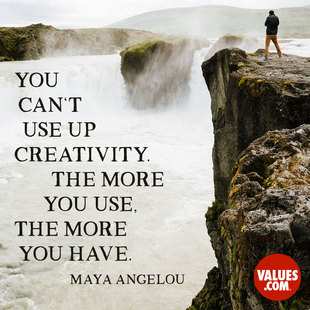 YOU
CAN'T
USE UP
CREATIVITY.
THE MORE
YOU USE,
THE MORE
YOU HAVE.
MAYA ANGELOU
VALUES
.COM